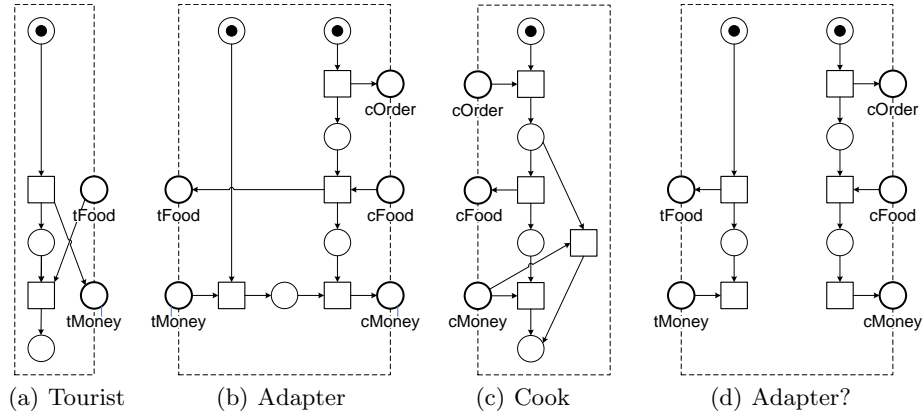 cOrder
cOrder
cOrder
tFood
tFood
cFood
cFood
tFood
cFood
tMoney
tMoney
cMoney
cMoney
tMoney
cMoney
(a) Tourist
(b) Adapter
(c) Cook
(d) Adapter?